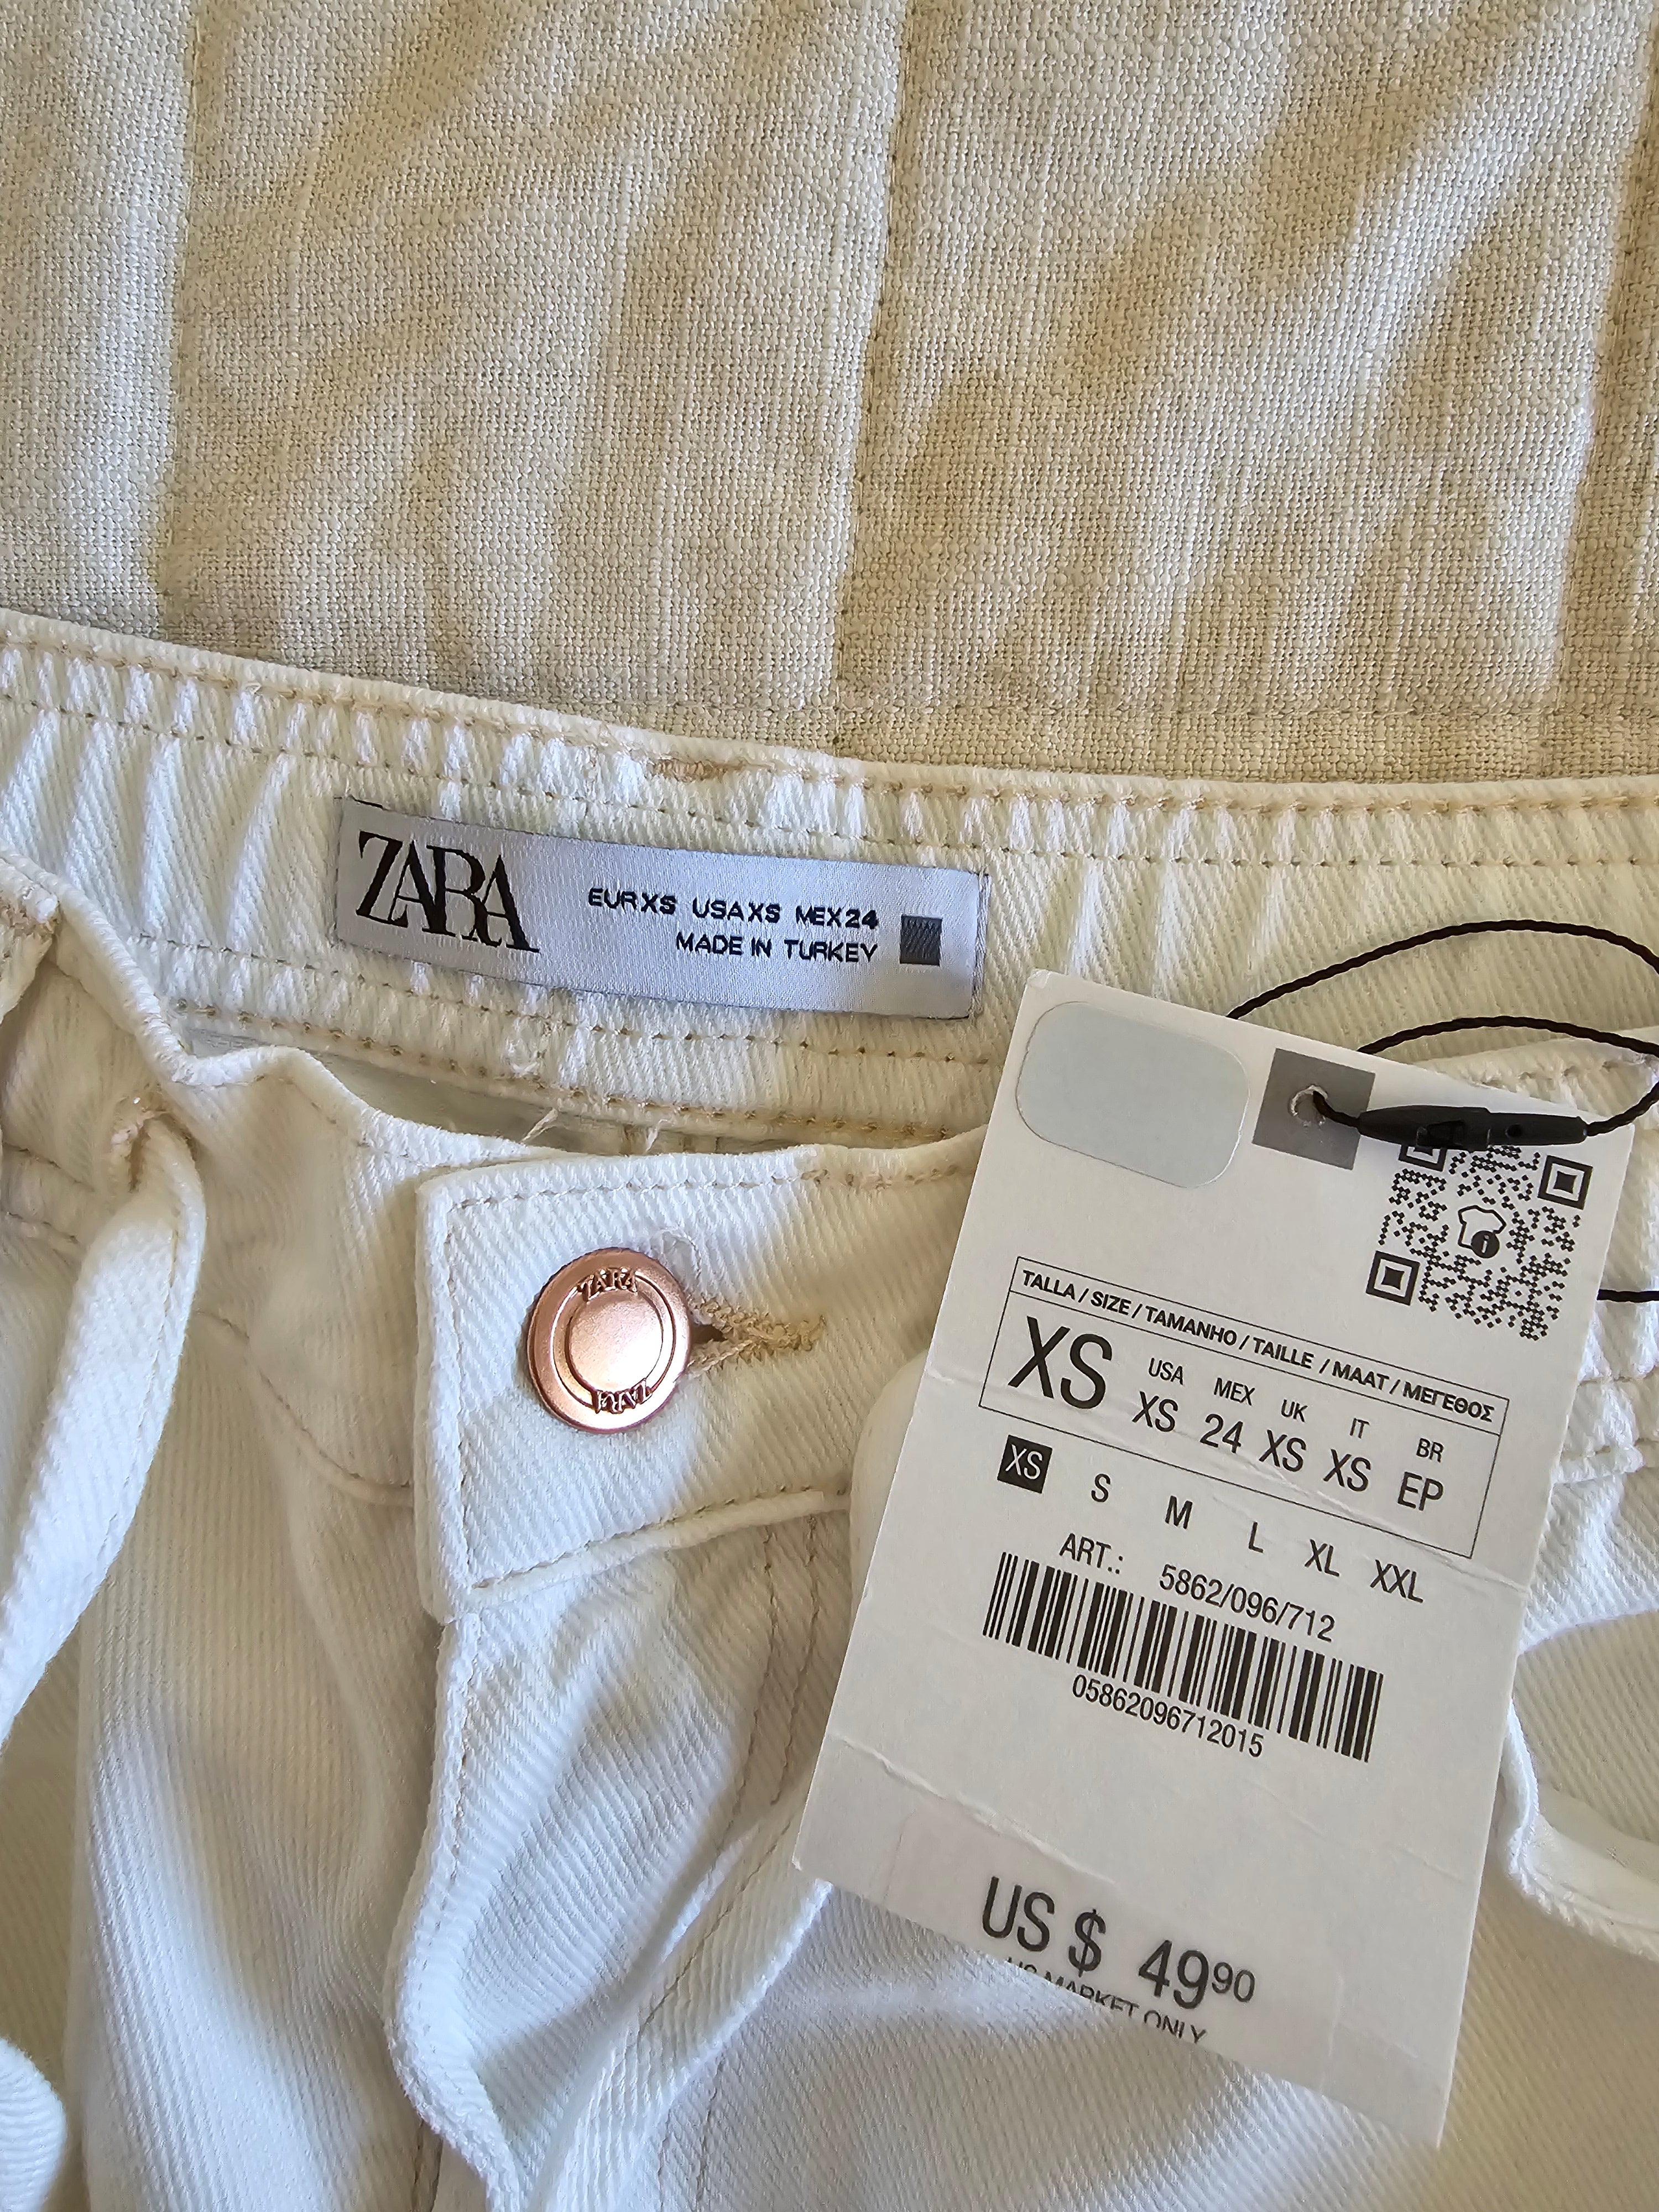 ZARA
EUR XS USA XS MEX 24
MADE IN TURKEY
ZARA
ZARA
TALLA / SIZE / TAMANHO / TAILLE / MAAT / ΜΕΓΕΘΟΣ
XS
USA MEX UK IT BR
XS 24 XS XS EP
XS S M L XL XXL
ART.: 5862/096/712
05862096712015
US $ 49⁹⁰
US MARKET ONLY